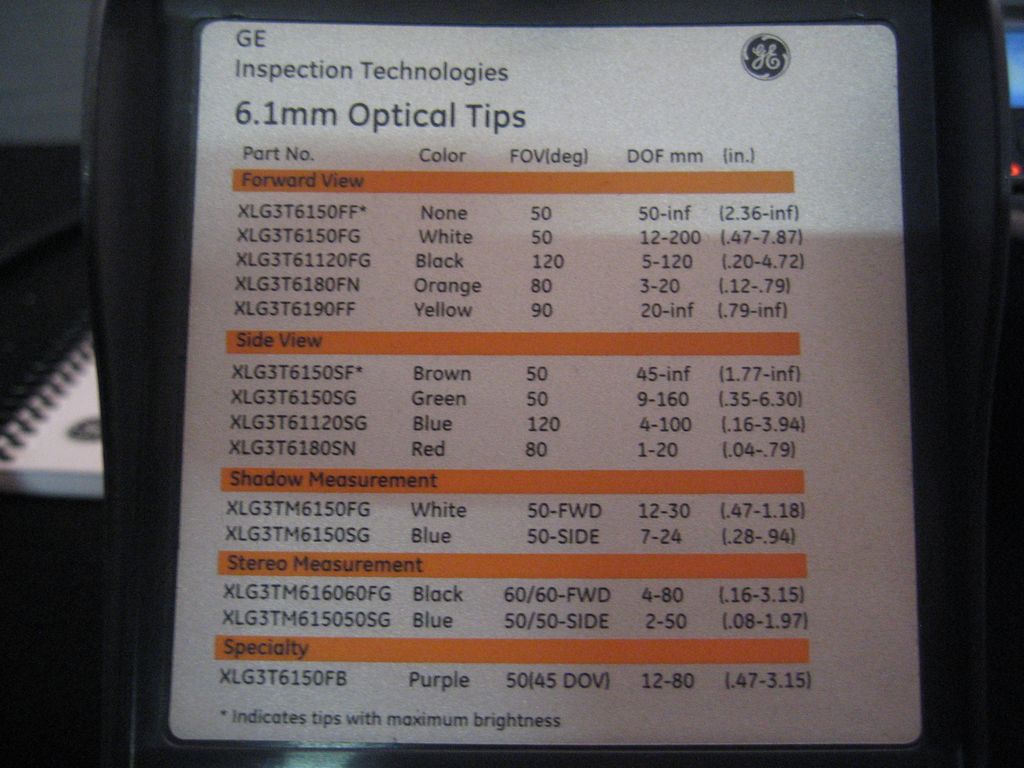 GE
Inspection Technologies
6.1mm Optical Tips
Part No. Color FOV(deg) DOF mm (in.)
Forward View
XLG3T6150FF* None 50 50-inf (2.36-inf)
XLG3T6150FG White 50 12-200 (.47-7.87)
XLG3T61120FG Black 120 5-120 (.20-4.72)
XLG3T6180FN Orange 80 3-20 (.12-.79)
XLG3T6190FF Yellow 90 20-inf (.79-inf)
Side View
XLG3T6150SF* Brown 50 45-inf (1.77-inf)
XLG3T6150SG Green 50 9-160 (.35-6.30)
XLG3T61120SG Blue 120 4-100 (.16-3.94)
XLG3T6180SN Red 80 1-20 (.04-.79)
Shadow Measurement
XLG3TM6150FG White 50-FWD 12-30 (.47-1.18)
XLG3TM6150SG Blue 50-SIDE 7-24 (.28-.94)
Stereo Measurement
XLG3TM616060FG Black 60/60-FWD 4-80 (.16-3.15)
XLG3TM615050SG Blue 50/50-SIDE 2-50 (.08-1.97)
Specialty
XLG3T6150FB Purple 50(45 DOV) 12-80 (.47-3.15)
* Indicates tips with maximum brightness